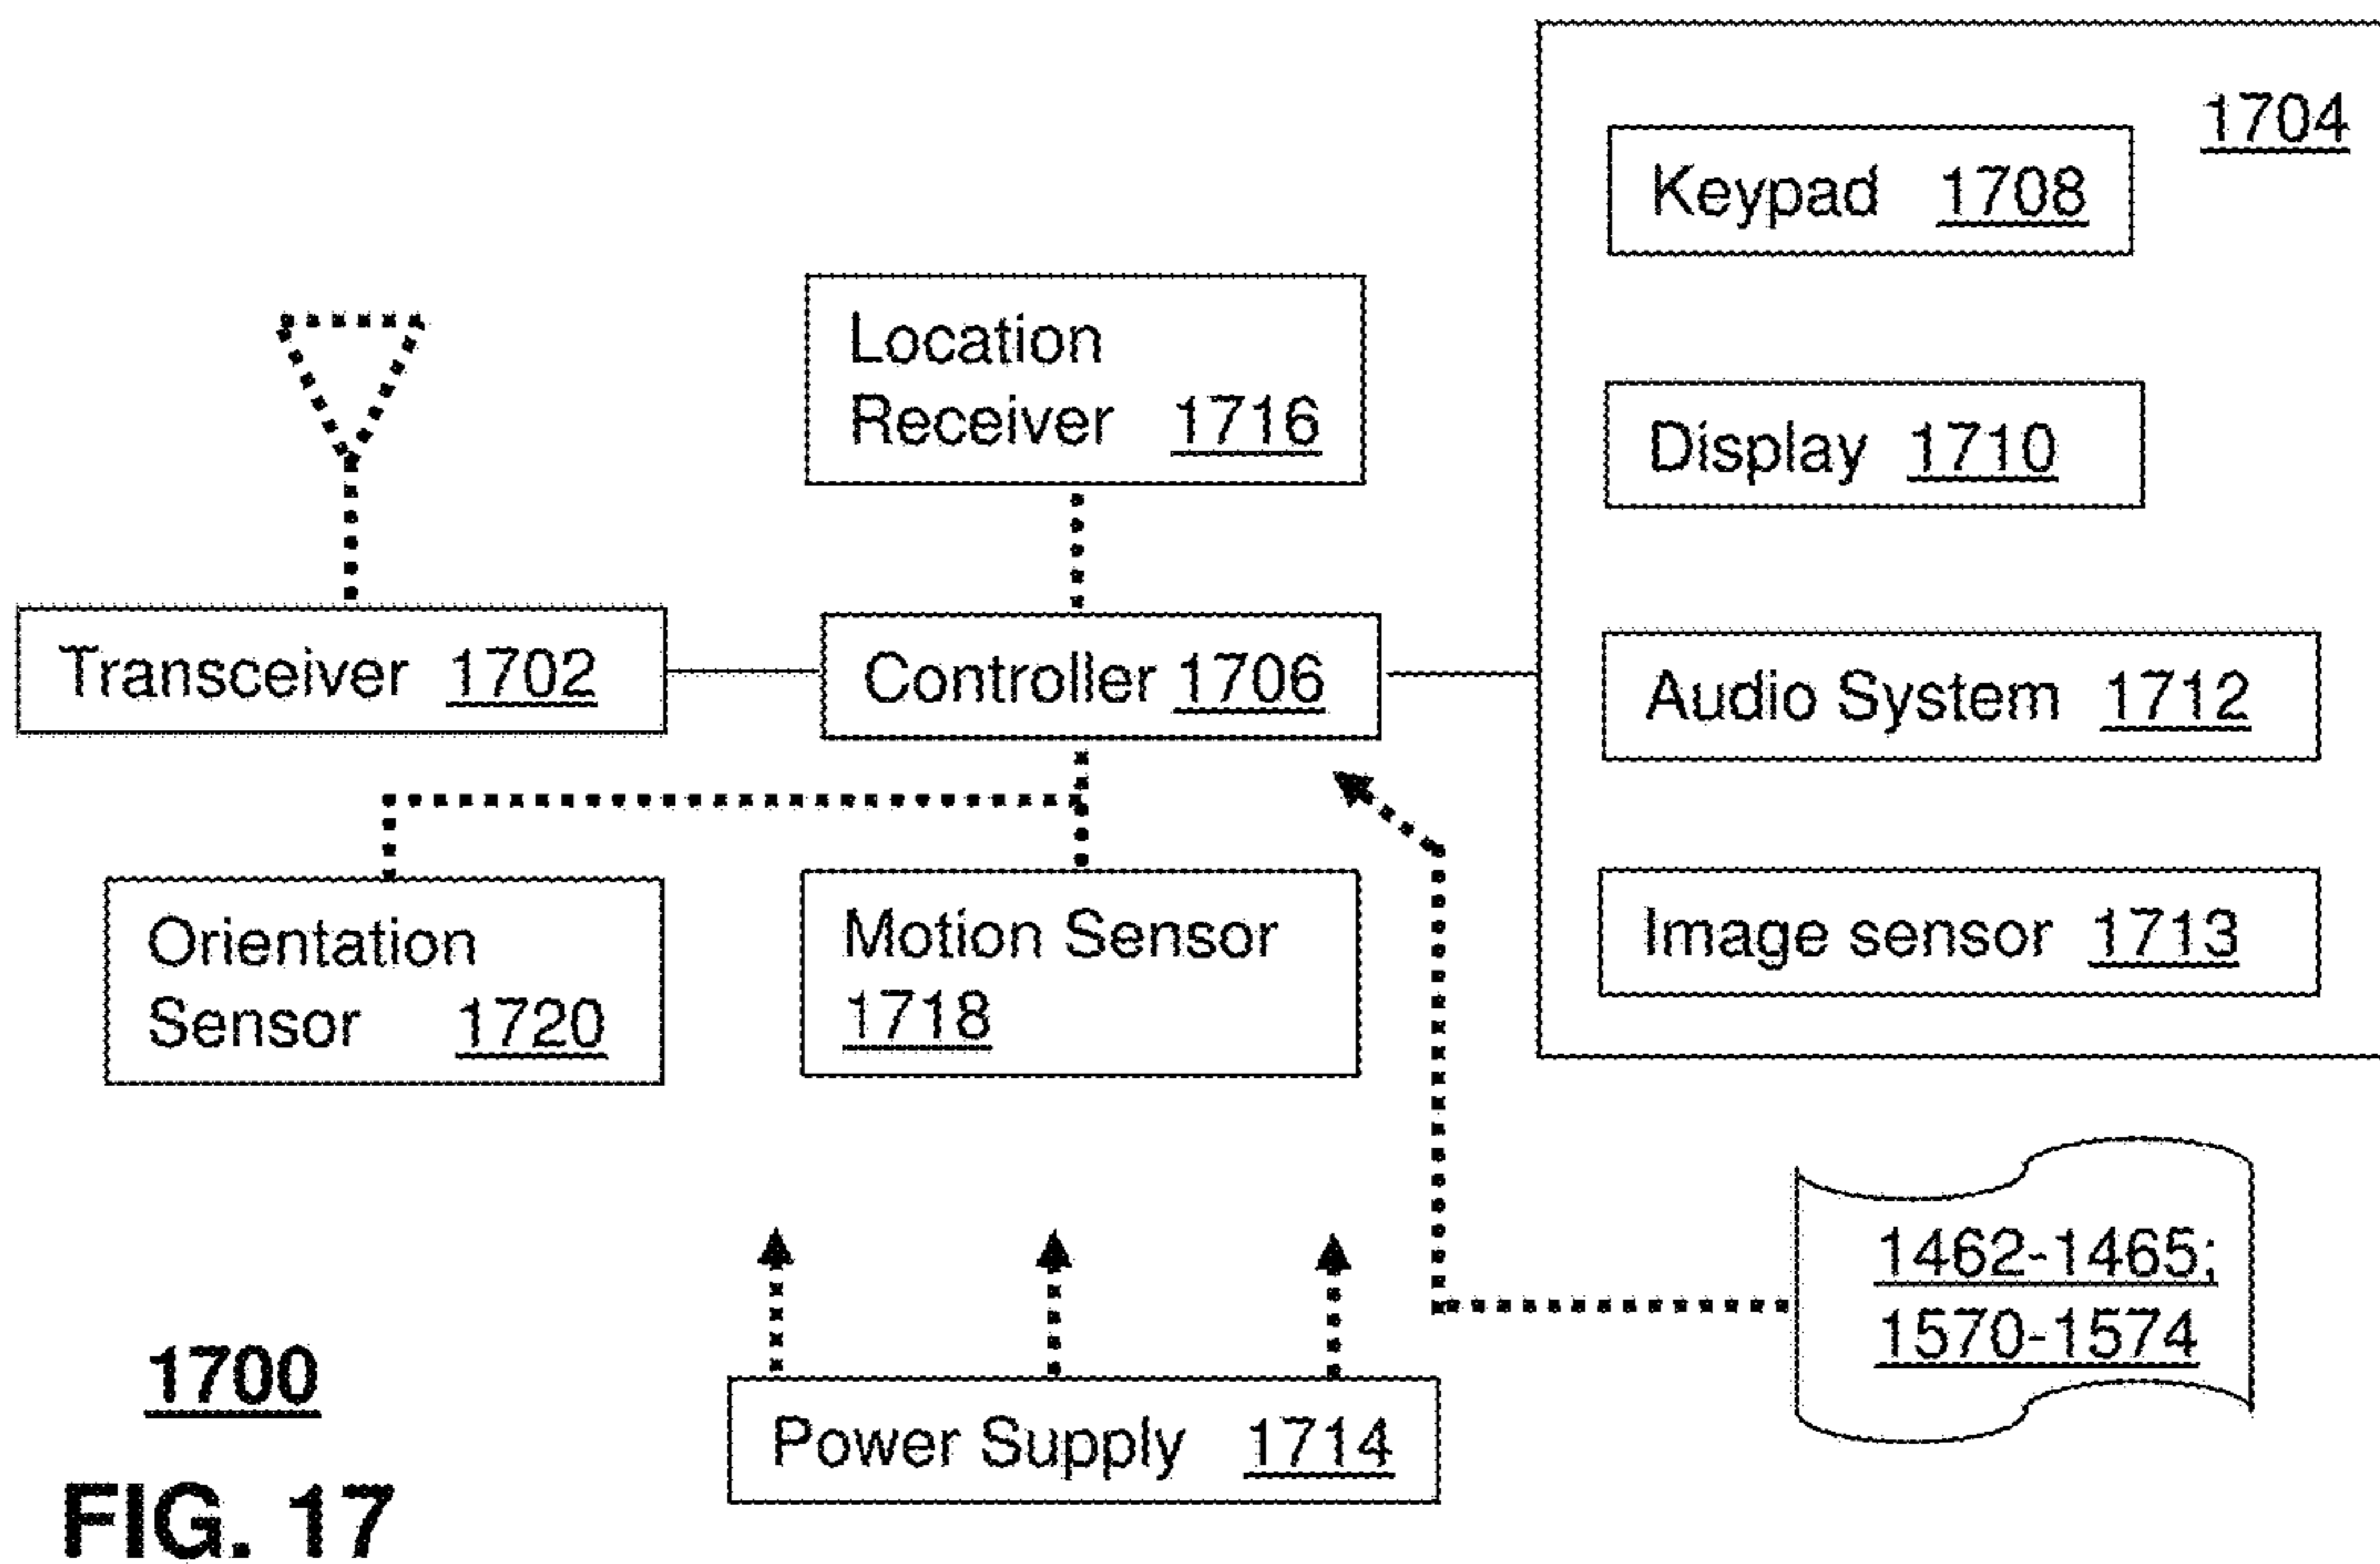 1704
Keypad 1708
Location
Receiver 1716
Display 1710
Transceiver 1702
Controller 1706
Audio System 1712
Orientation
Sensor 1720
Motion Sensor
1718
Image sensor 1713
1462-1465;
1570-1574
Power Supply 1714
1700
FIG. 17